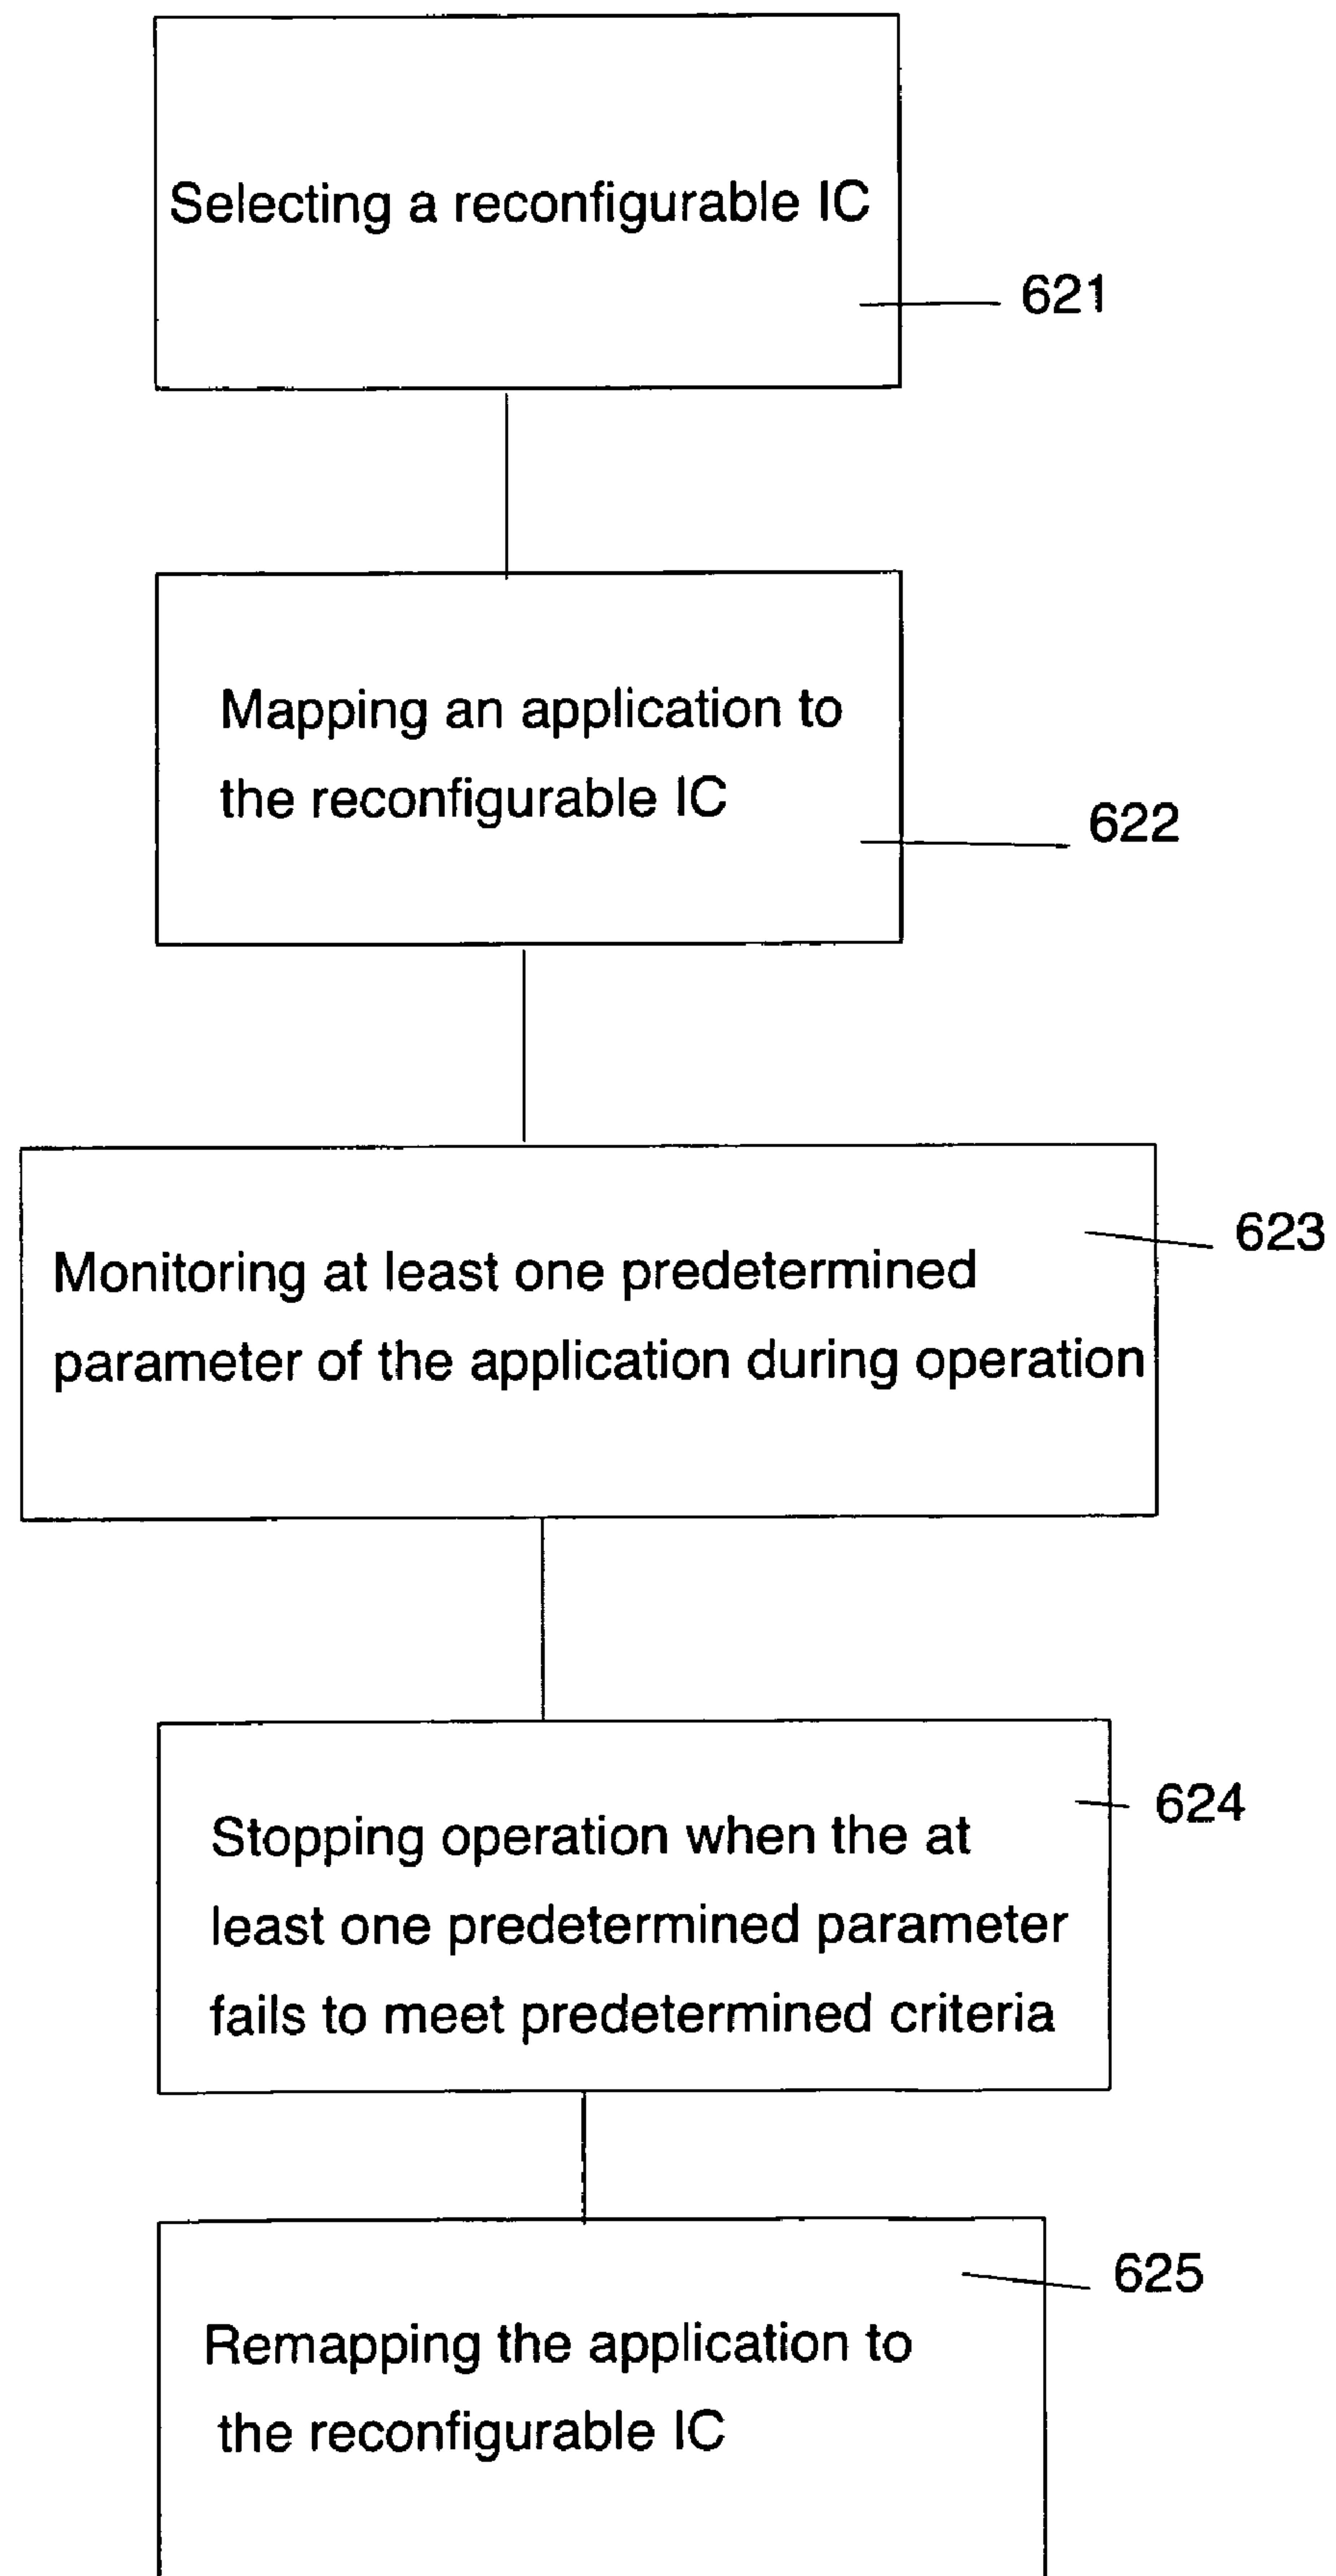 Selecting a reconfigurable IC
621
Mapping an application to
the reconfigurable IC
622
623
Monitoring at least one predetermined
parameter of the application during operation
624
Stopping operation when the at
least one predetermined parameter
fails to meet predetermined criteria
625
Remapping the application to
the reconfigurable IC